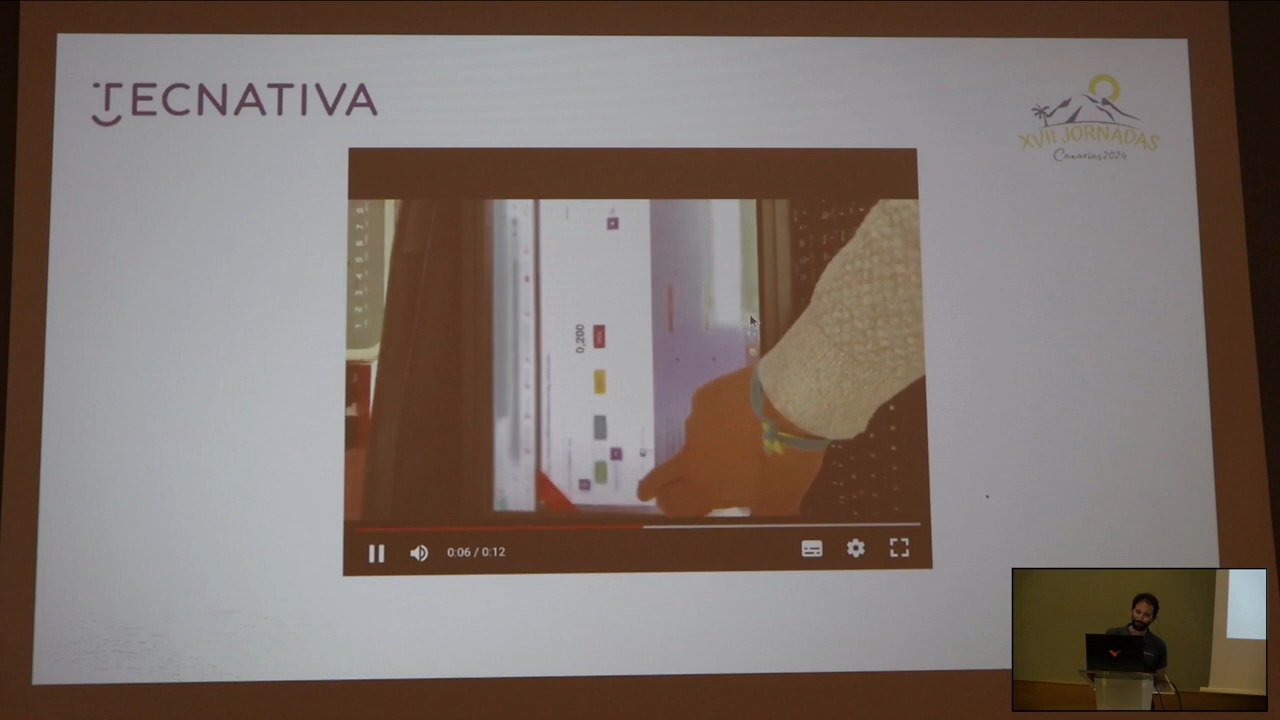 TECNATIVA
XVII JORNADAS
Canarias2024
0,200
0:06 / 0:12